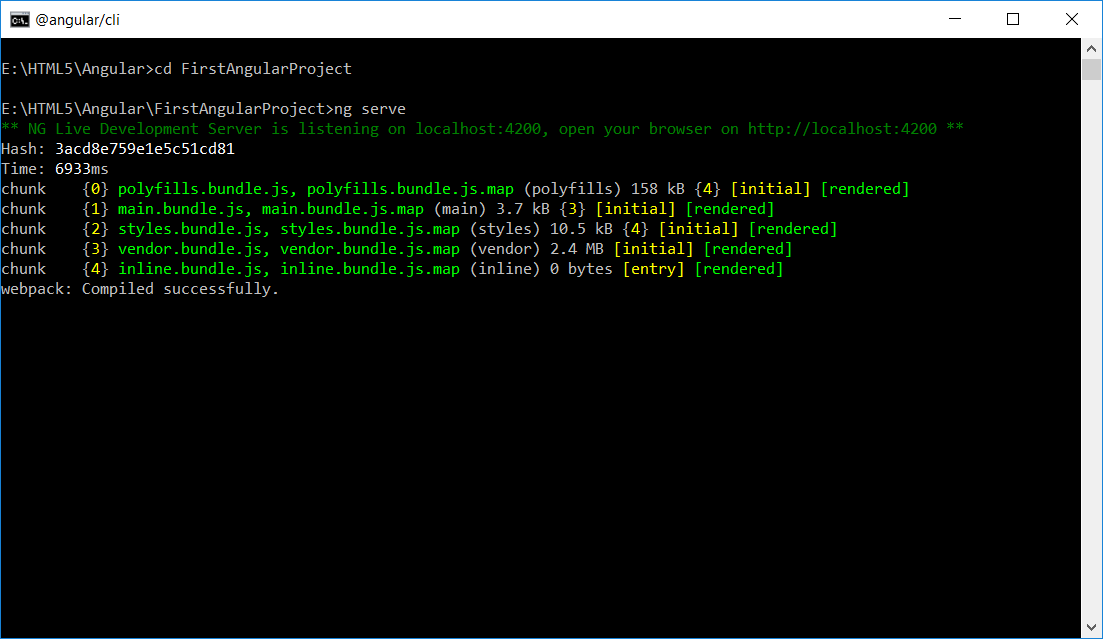 @angular/cli
E:\HTML5\Angular>cd FirstAngularProject
E:\HTML5\Angular\FirstAngularProject>ng serve
** NG Live Development Server is listening on localhost:4200, open your browser on http://localhost:4200 **
Hash: 3acd8e759e1e5c51cd81
Time: 6933ms
chunk    {0} polyfills.bundle.js, polyfills.bundle.js.map (polyfills) 158 kB {4} [initial] [rendered]
chunk    {1} main.bundle.js, main.bundle.js.map (main) 3.7 kB {3} [initial] [rendered]
chunk    {2} styles.bundle.js, styles.bundle.js.map (styles) 10.5 kB {4} [initial] [rendered]
chunk    {3} vendor.bundle.js, vendor.bundle.js.map (vendor) 2.4 MB [initial] [rendered]
chunk    {4} inline.bundle.js, inline.bundle.js.map (inline) 0 bytes [entry] [rendered]
webpack: Compiled successfully.